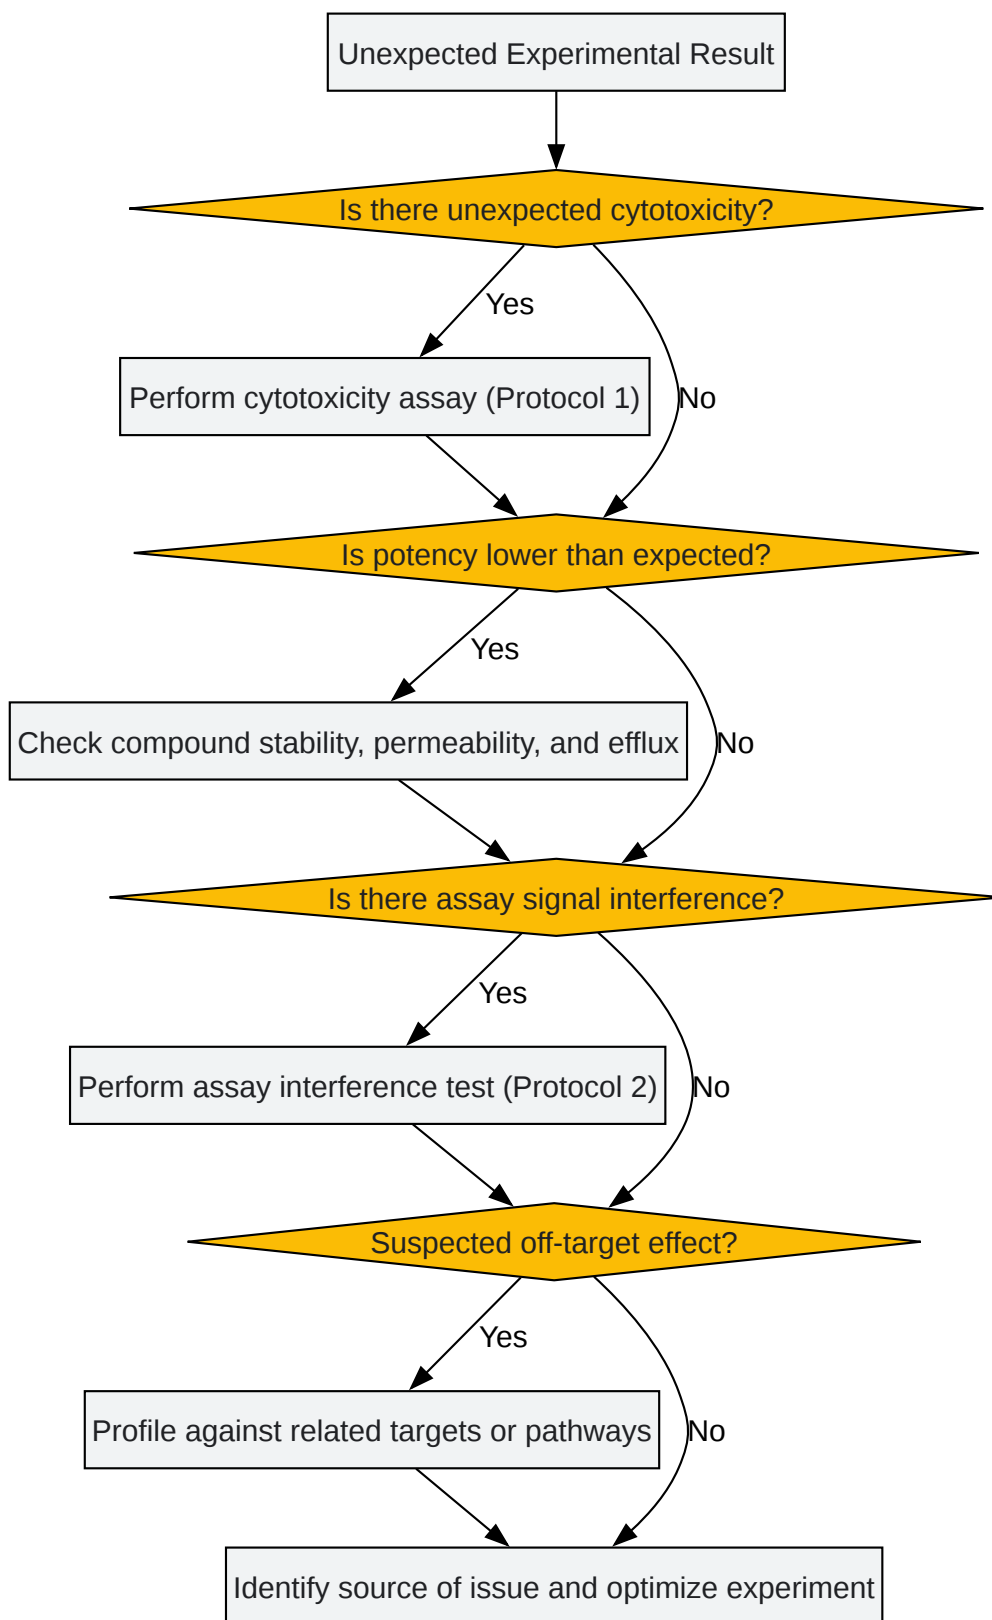 Unexpected Experimental Result
Is there unexpected cytotoxicity?
Yes
Perform cytotoxicity assay (Protocol 1)
No
Is potency lower than expected?
Yes
Check compound stability, permeability, and efflux
No
Is there assay signal interference?
Yes
Perform assay interference test (Protocol 2)
No
Suspected off-target effect?
Yes
Profile against related targets or pathways
No
Identify source of issue and optimize experiment